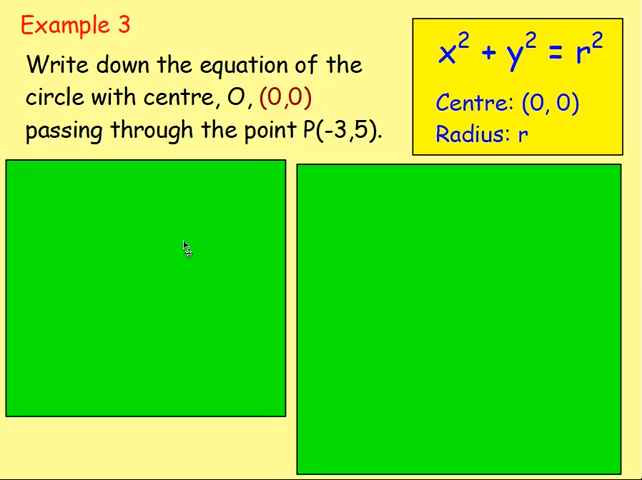 Example 3
Write down the equation of the
circle with centre, O, (0,0)
passing through the point P(-3,5).
x² + y² = r²
Centre: (0, 0)
Radius: r